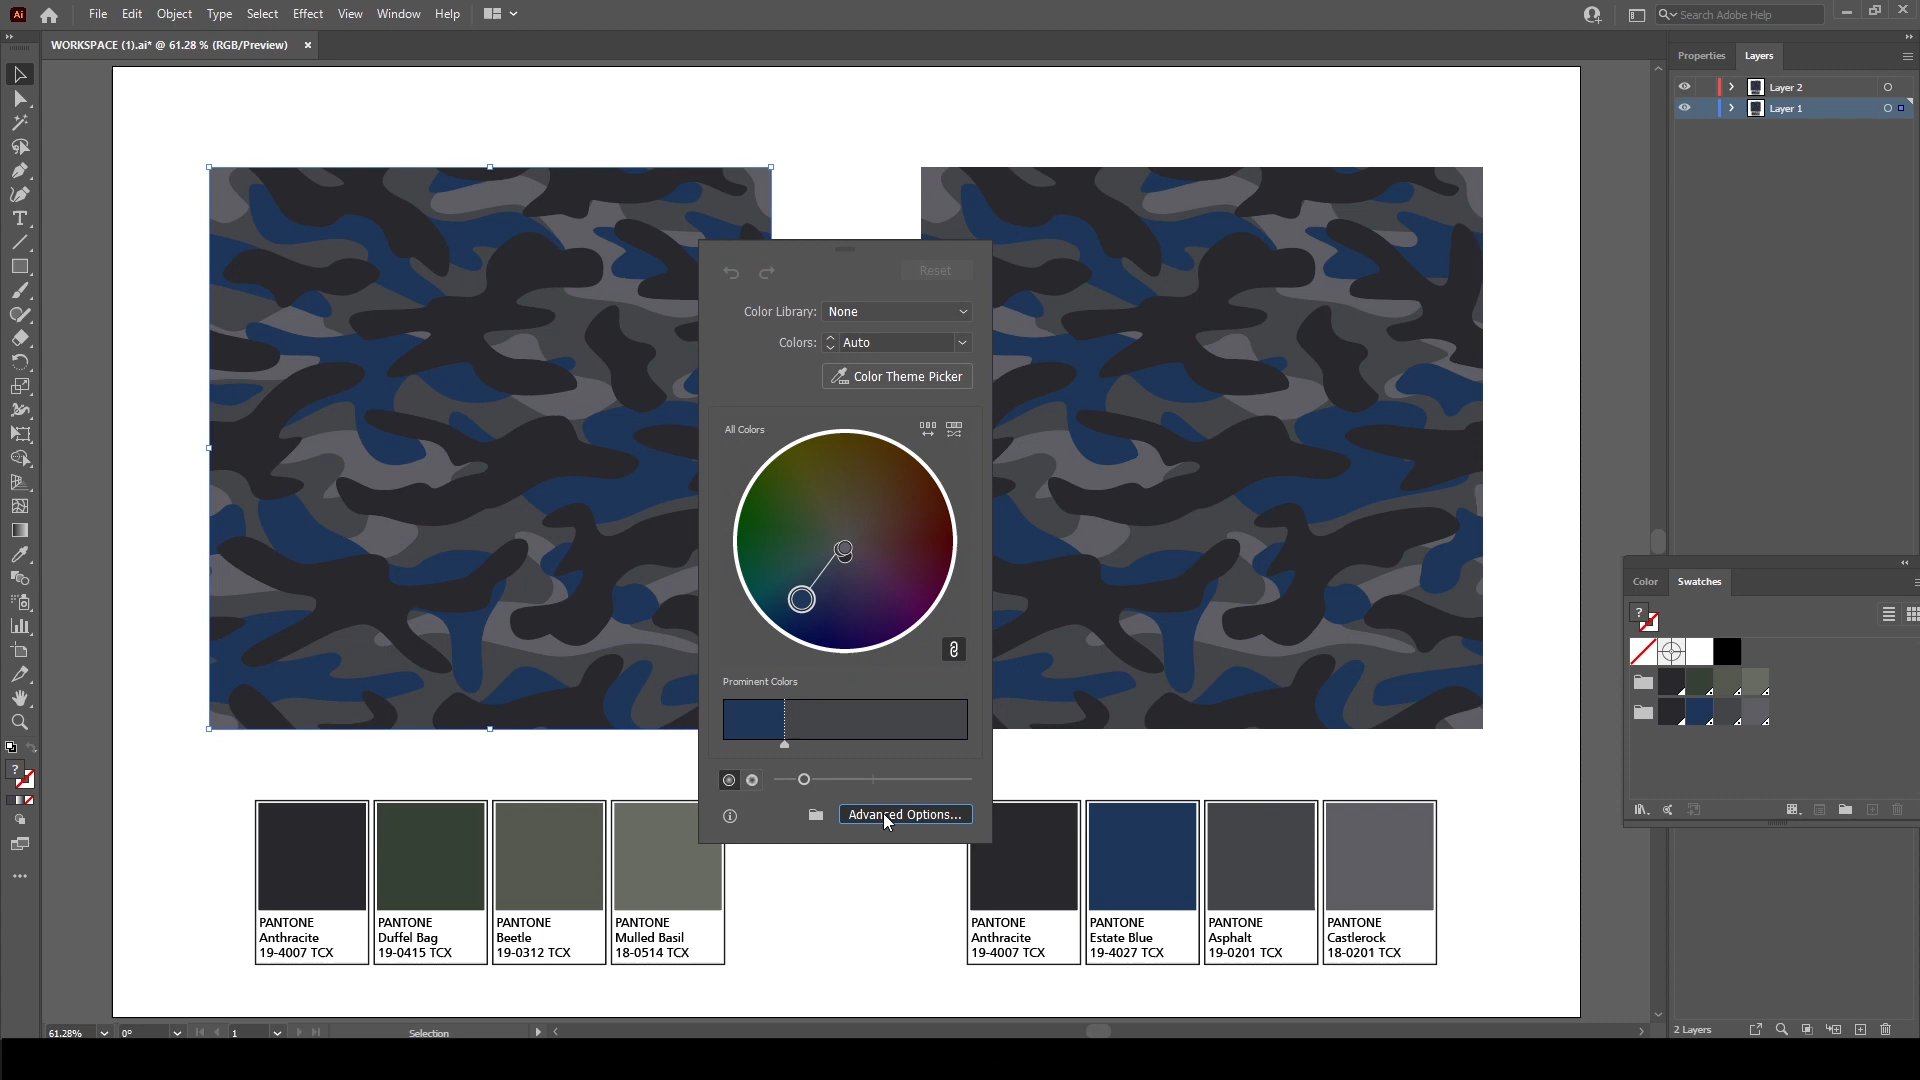 Ai
File Edit Object Type Select Effect View Window Help
Search Adobe Help
WORKSPACE (1).ai* @ 61.28 % (RGB/Preview) ×
Properties Layers
Layer 2
Layer 1
Reset
Color Library: None
Colors: Auto
Color Theme Picker
All Colors
Prominent Colors
Advanced Options...
Color Swatches
?
?
PANTONE
Anthracite
19-4007 TCX
PANTONE
Duffel Bag
19-0415 TCX
PANTONE
Beetle
19-0312 TCX
PANTONE
Mulled Basil
18-0514 TCX
PANTONE
Anthracite
19-4007 TCX
PANTONE
Estate Blue
19-4027 TCX
PANTONE
Asphalt
19-0201 TCX
PANTONE
Castlerock
18-0201 TCX
61.28% 0° 1 Selection
2 Layers